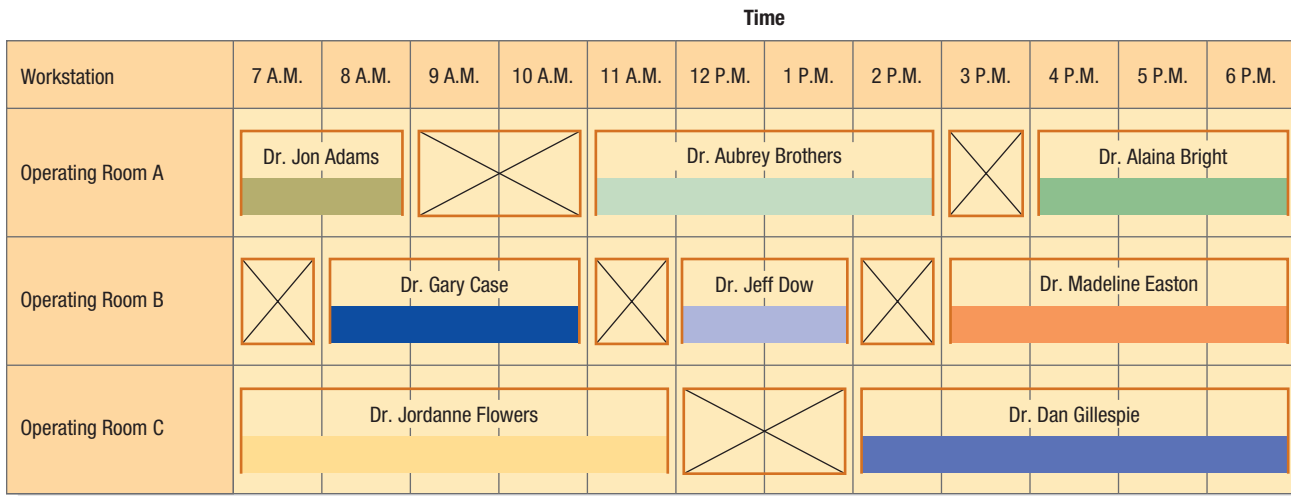 Time
Workstation 7 A.M. 8 A.M. 9 A.M. 10 A.M. 11 A.M. 12 P.M. 1 P.M. 2 P.M. 3 P.M. 4 P.M. 5 P.M. 6 P.M.
Operating Room A Dr. Jon Adams Dr. Aubrey Brothers Dr. Alaina Bright
Operating Room B Dr. Gary Case Dr. Jeff Dow Dr. Madeline Easton
Operating Room C Dr. Jordanne Flowers Dr. Dan Gillespie